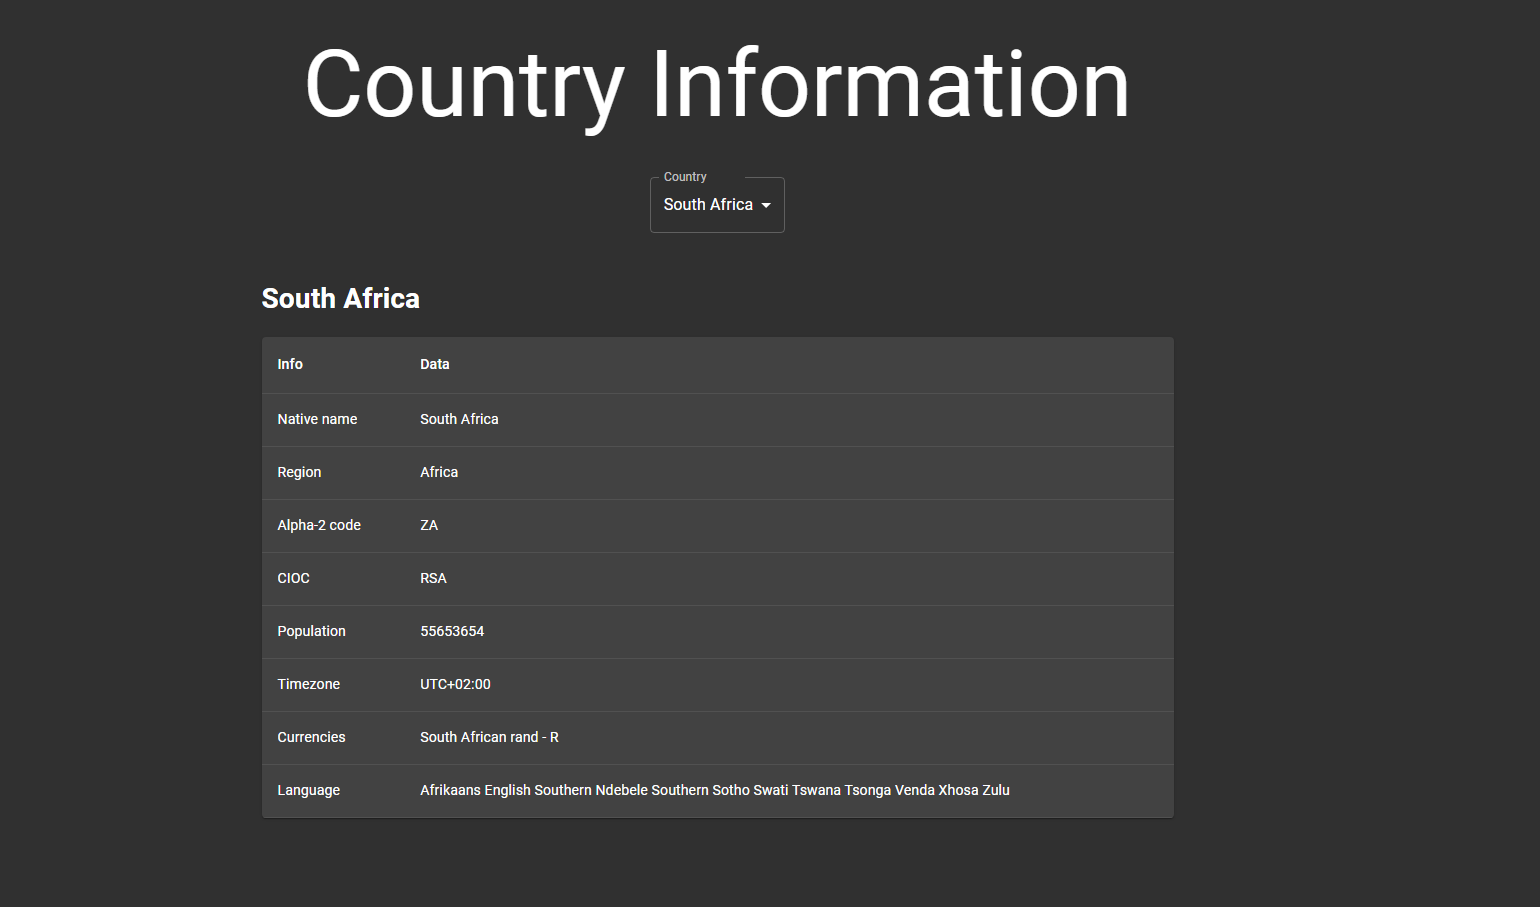 Country Information
Country
South Africa
South Africa
Info Data
Native name South Africa
Region Africa
Alpha-2 code ZA
CIOC RSA
Population 55653654
Timezone UTC+02:00
Currencies South African rand - R
Language Afrikaans English Southern Ndebele Southern Sotho Swati Tswana Tsonga Venda Xhosa Zulu